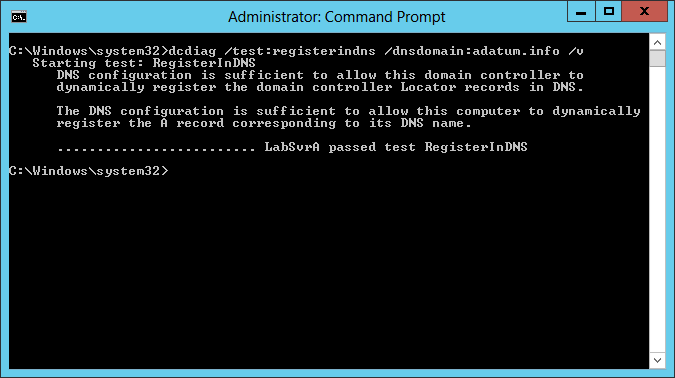 Administrator: Command Prompt
C:\Windows\system32>dcdiag /test:registerindns /dnsdomain:adatum.info /v
Starting test: RegisterInDNS
DNS configuration is sufficient to allow this domain controller to
dynamically register the domain controller Locator records in DNS.
The DNS configuration is sufficient to allow this computer to dynamically
register the A record corresponding to its DNS name.
......................... LabSvrA passed test RegisterInDNS
C:\Windows\system32>